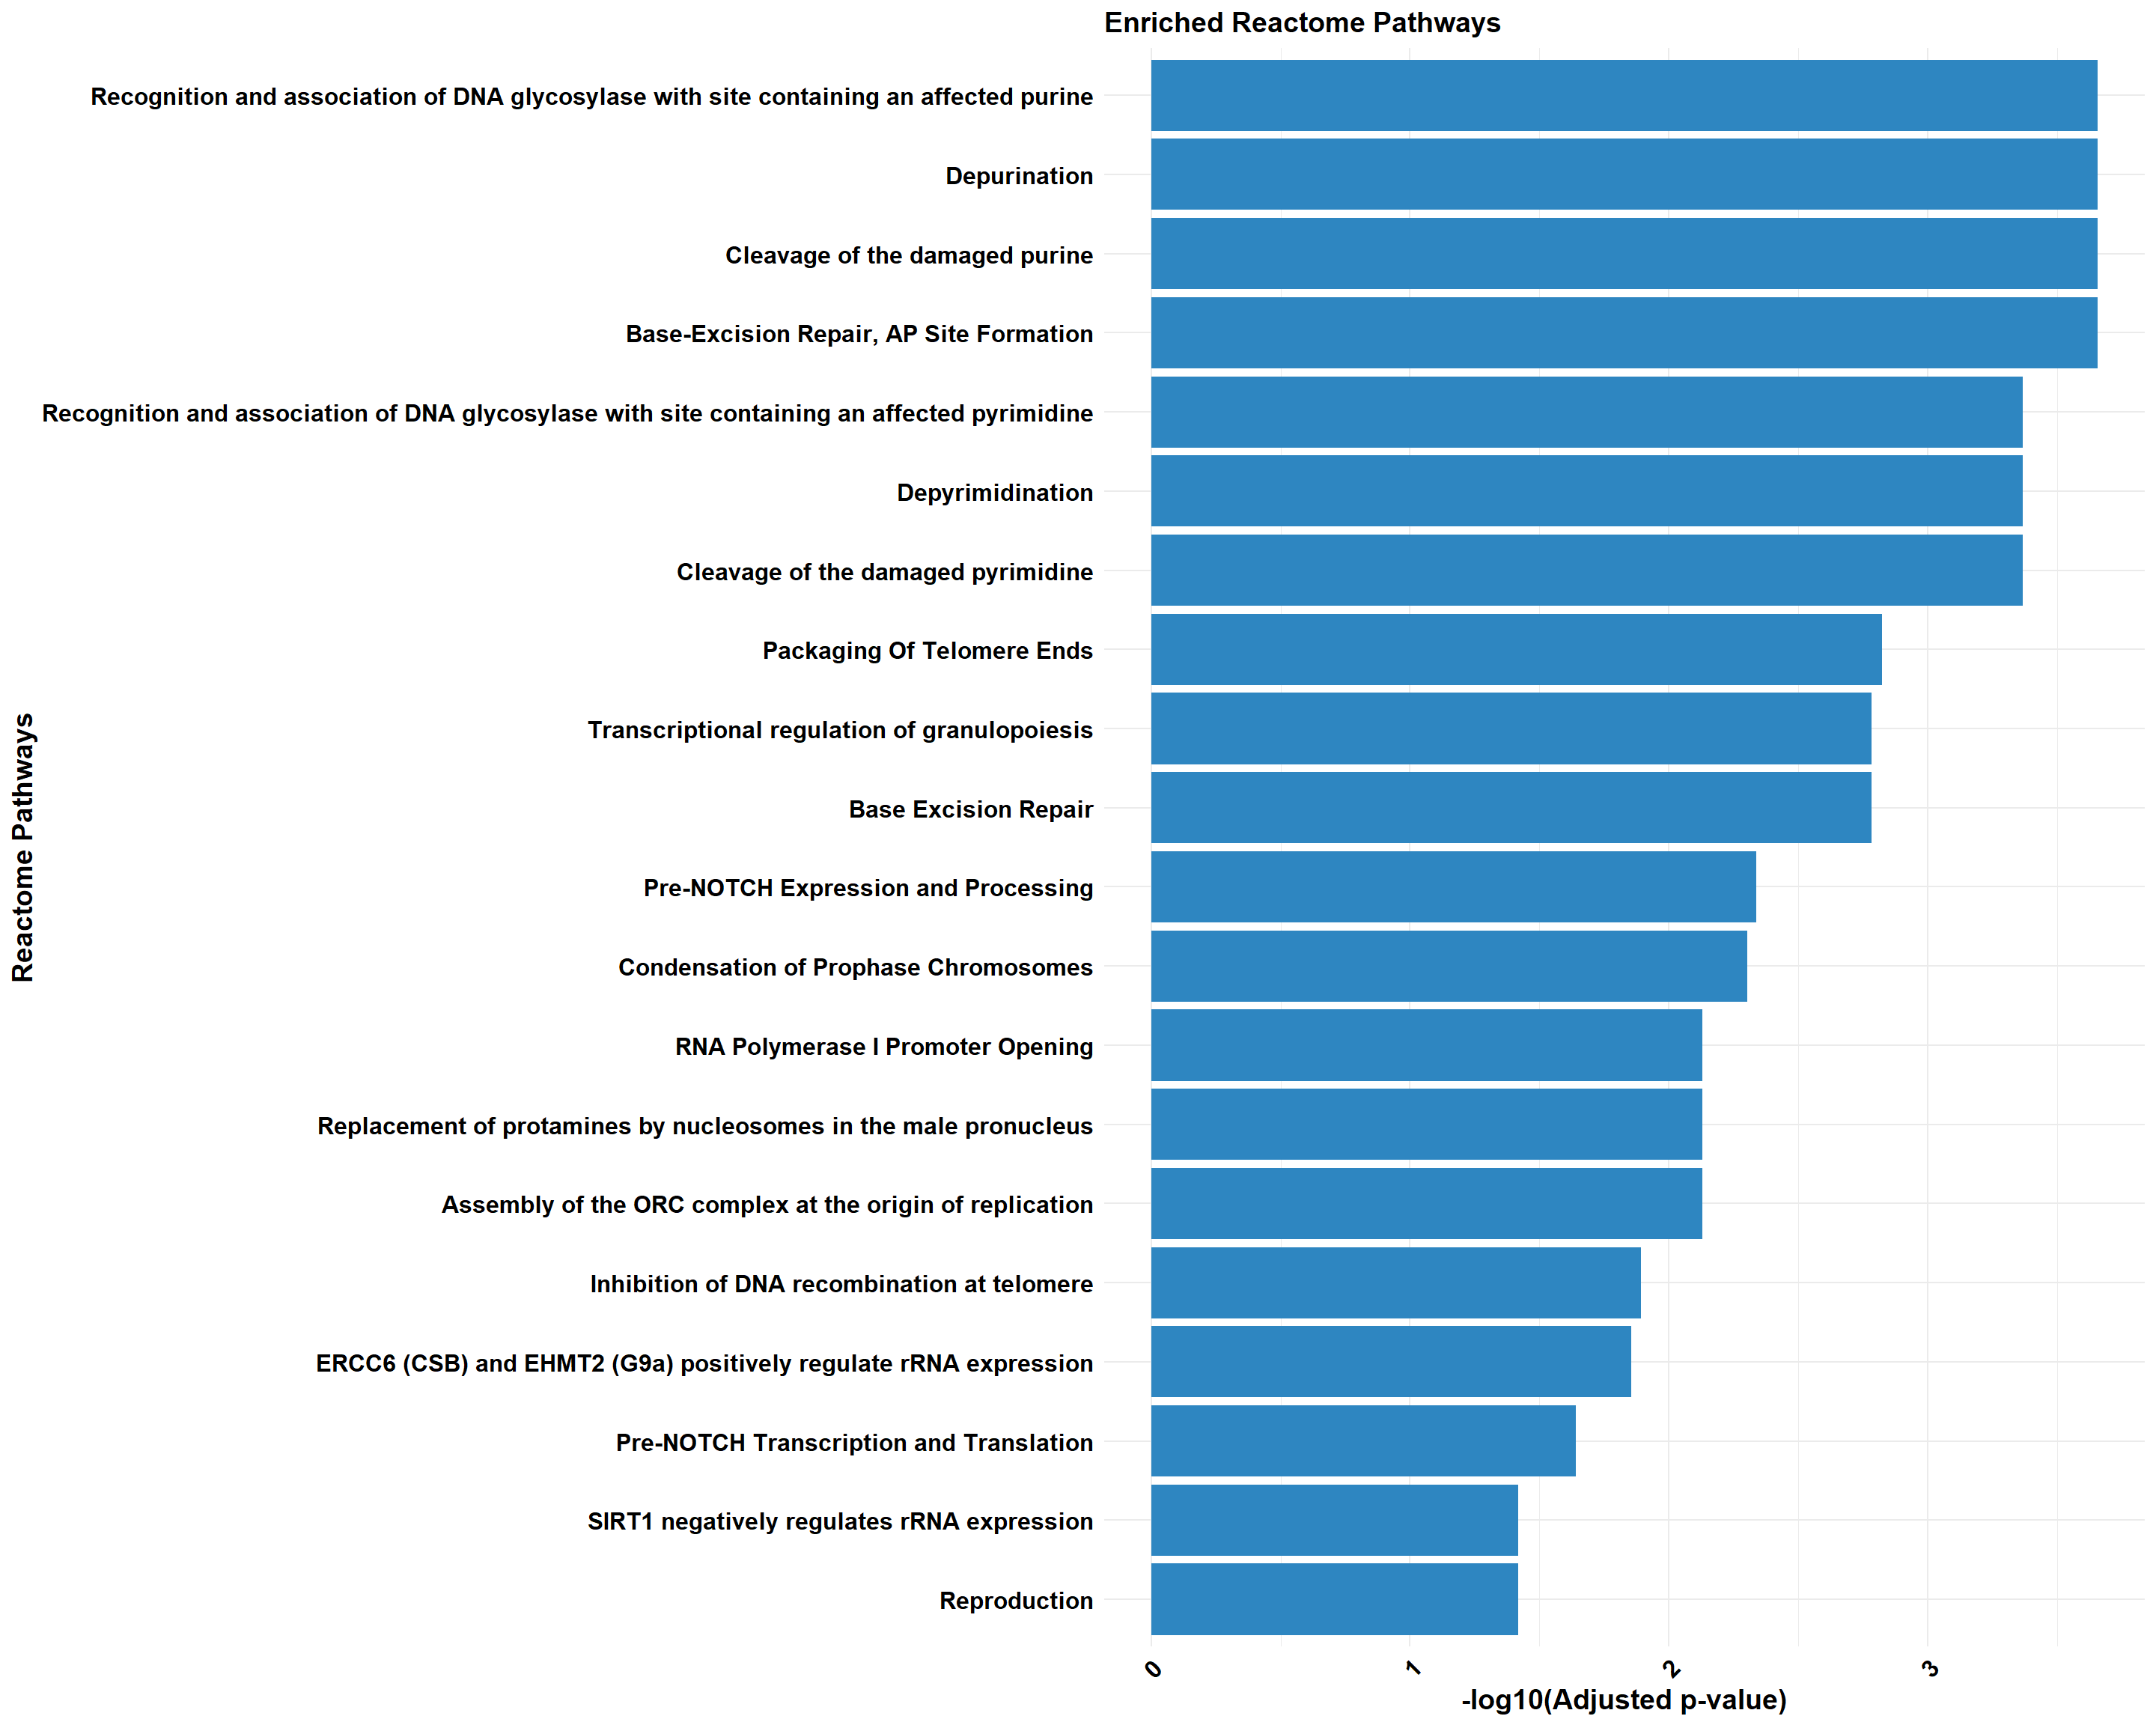 Enriched Reactome Pathways
Recognition and association of DNA glycosylase with site containing an affected purine
Depurination
Cleavage of the damaged purine
Base-Excision Repair, AP Site Formation
Recognition and association of DNA glycosylase with site containing an affected pyrimidine
Depyrimidination
Cleavage of the damaged pyrimidine
Packaging Of Telomere Ends
Transcriptional regulation of granulopoiesis
Base Excision Repair
Pre-NOTCH Expression and Processing
Condensation of Prophase Chromosomes
RNA Polymerase I Promoter Opening
Replacement of protamines by nucleosomes in the male pronucleus
Assembly of the ORC complex at the origin of replication
Inhibition of DNA recombination at telomere
ERCC6 (CSB) and EHMT2 (G9a) positively regulate rRNA expression
Pre-NOTCH Transcription and Translation
SIRT1 negatively regulates rRNA expression
Reproduction
Reactome Pathways
0 1 2 3
-log10(Adjusted p-value)